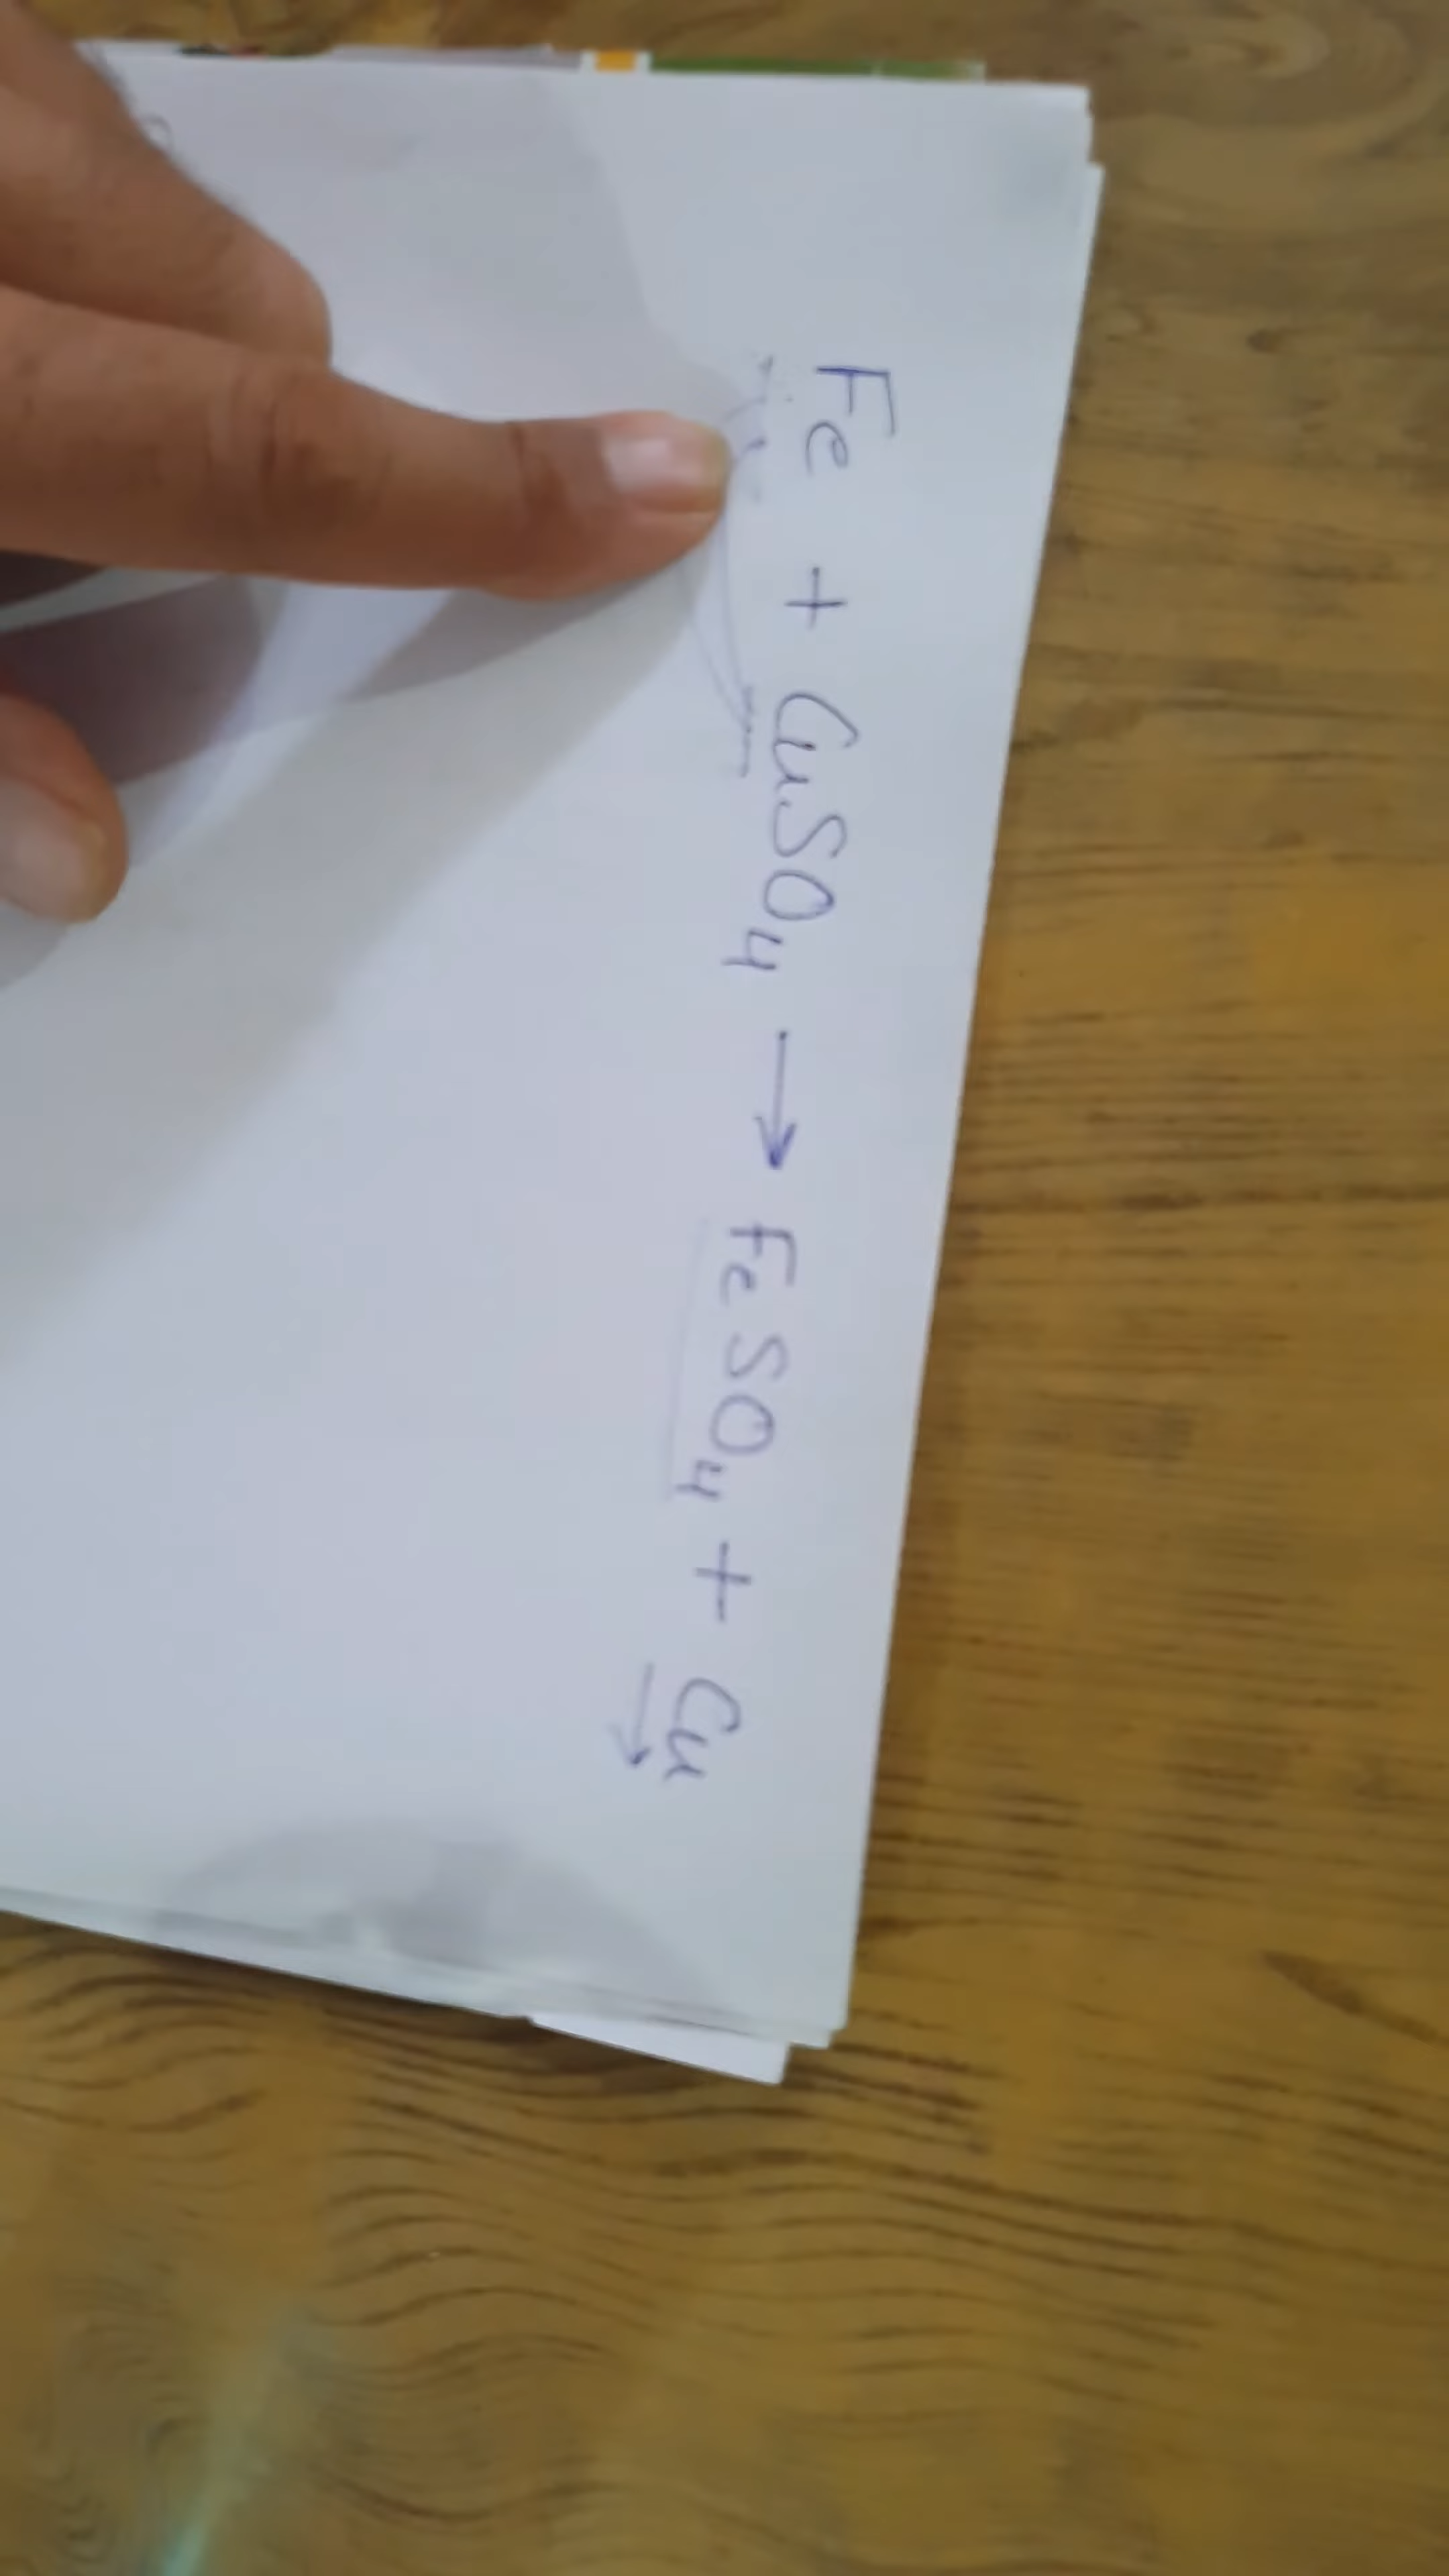 Fe + CuSO₄ → FeSO₄ + Cu
→